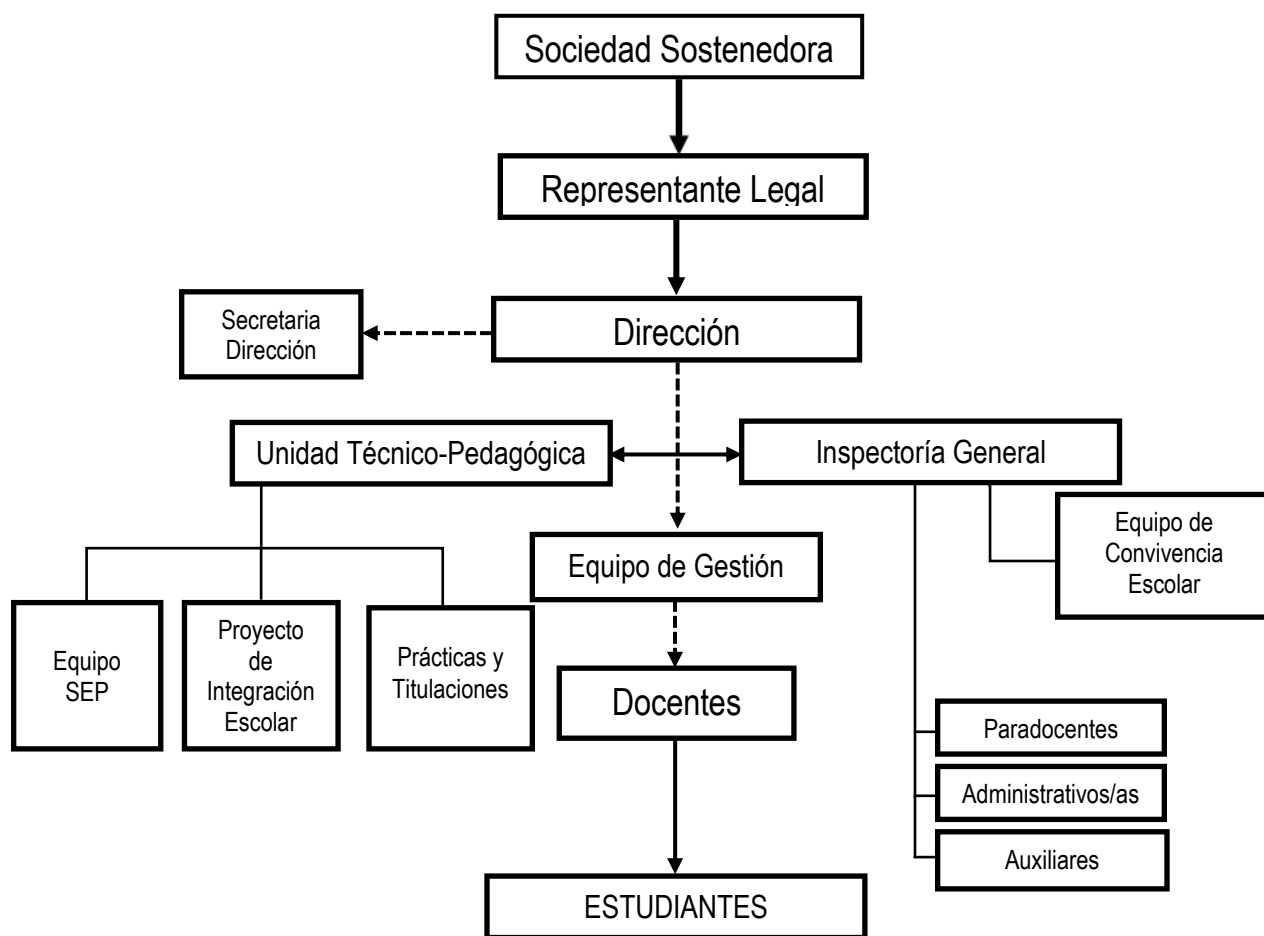 Sociedad Sostenedora
Representante Legal
Secretaria
Dirección
Dirección
Unidad Técnico-Pedagógica
Inspectoría General
Equipo de
Convivencia
Escolar
Equipo de Gestión
Equipo
SEP
Proyecto
de
Integración
Escolar
Prácticas y
Titulaciones
Docentes
Paradocentes
Administrativos/as
Auxiliares
ESTUDIANTES